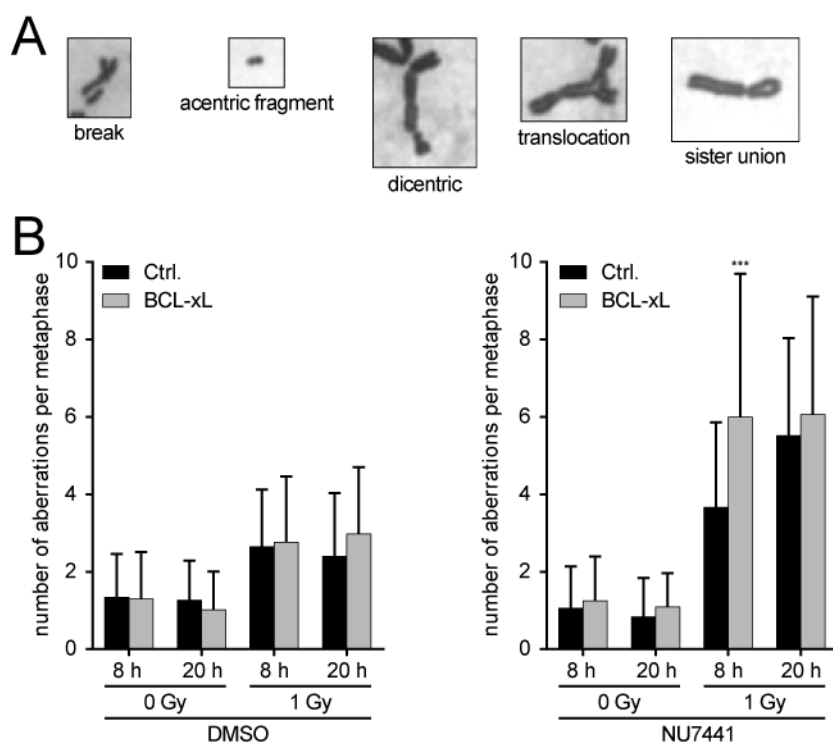 A
break
acentric fragment
dicentric
translocation
sister union
B
number of aberrations per metaphase
10
8
6
4
2
0
Ctrl.
BCL-xL
8 h
20 h
8 h
20 h
0 Gy
1 Gy
DMSO
number of aberrations per metaphase
10
8
6
4
2
0
Ctrl.
BCL-xL
***
8 h
20 h
8 h
20 h
0 Gy
1 Gy
NU7441